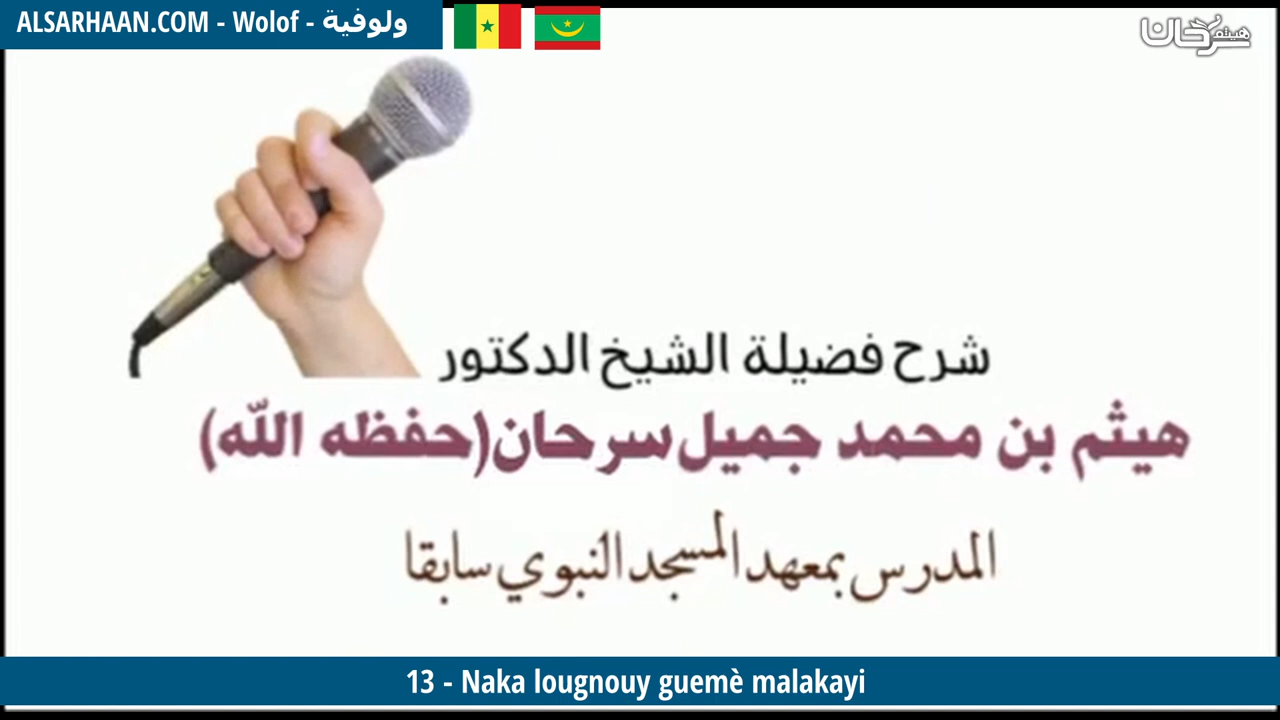 ALSARHAAN.COM - Wolof - ولوفية
هيثم سرحان
شرح فضيلة الشيخ الدكتور
هيثم بن محمد جميل سرحان (حفظه الله)
المدرس بمعهد المسجد النبوي سابقا
13 - Naka lougnouy guemè malakayi